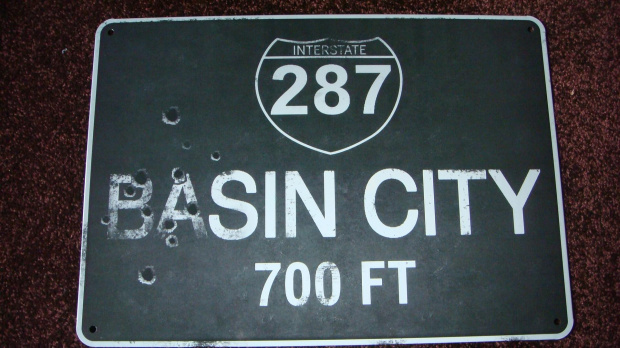 INTERSTATE
287
BASIN CITY
700 FT